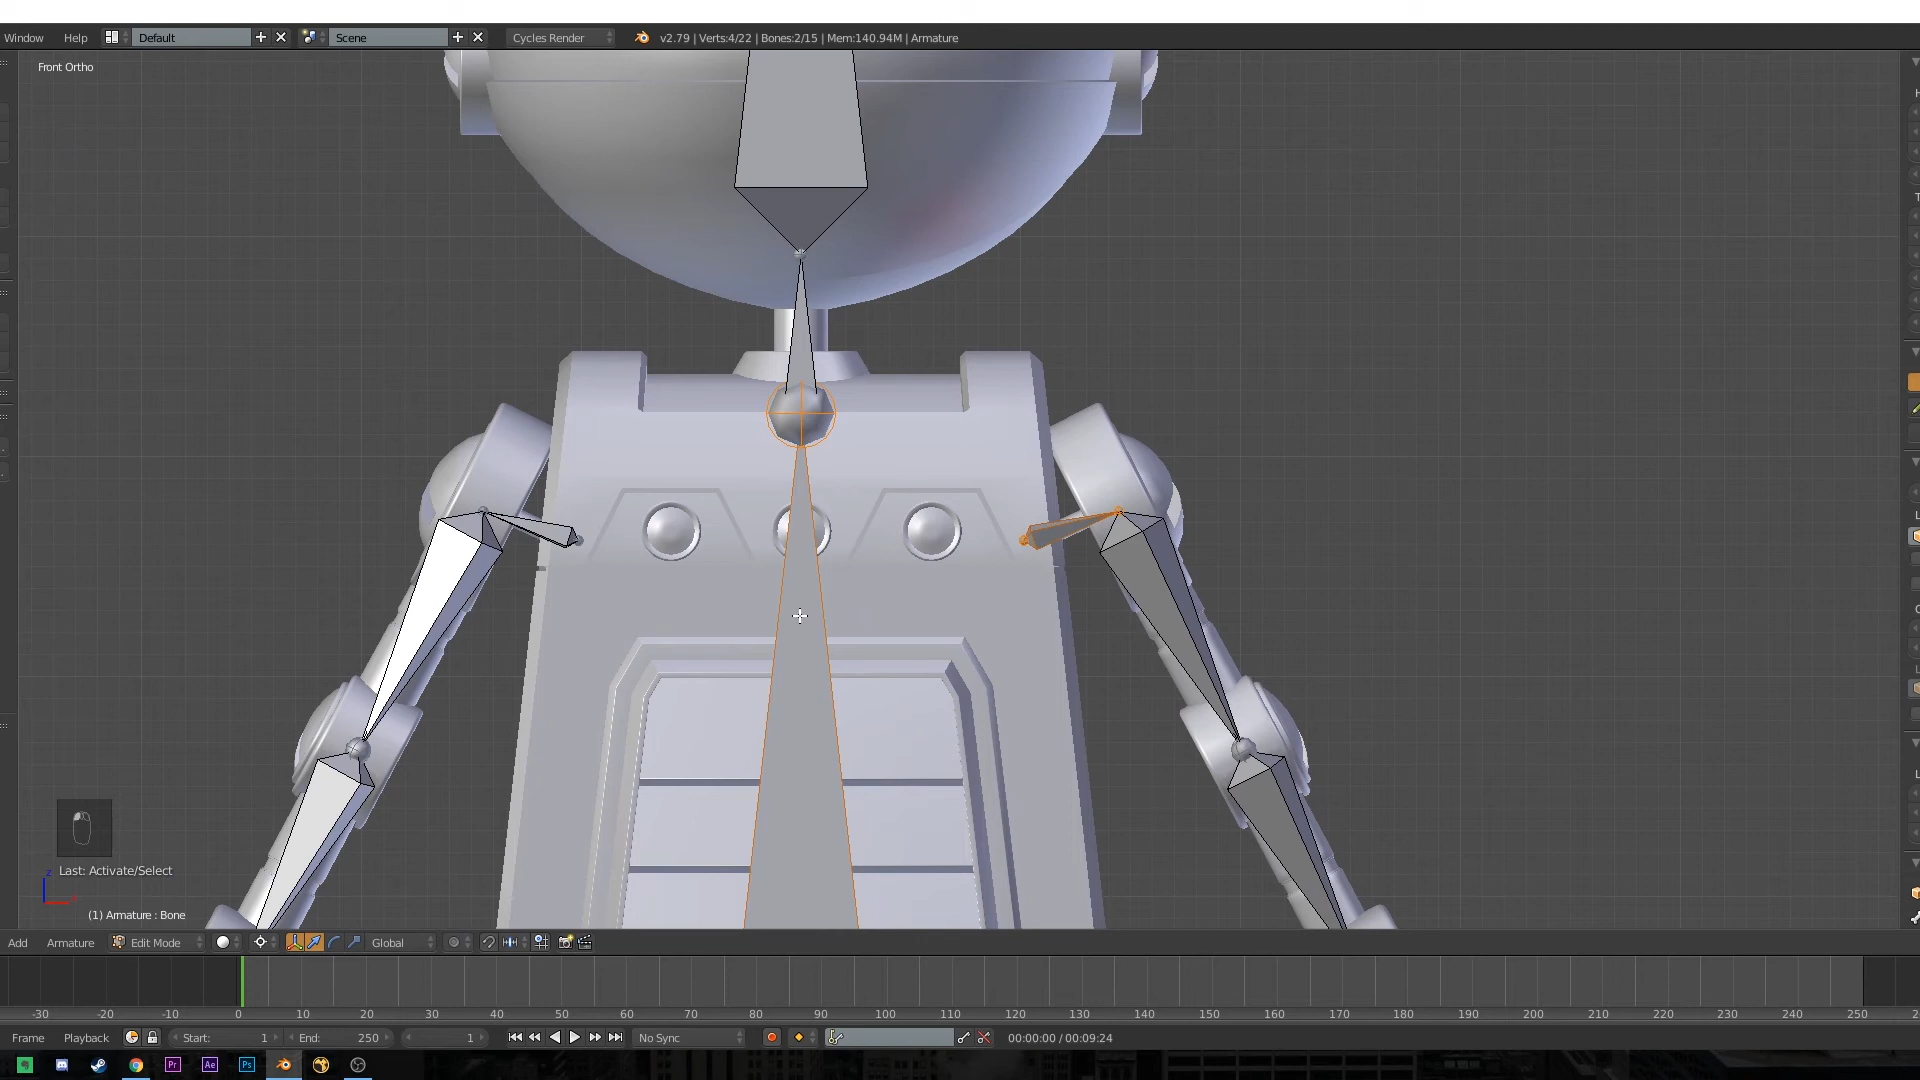 Window Help Default Scene Cycles Render v2.79 | Verts:4/22 | Bones:2/15 | Mem:140.94M | Armature
Front Ortho
Last: Activate/Select
z
(1) Armature : Bone
Add Armature Edit Mode Global
-30 -20 -10 0 10 20 30 40 50 60 70 80 90 100 110 120 130 140 150 160 170 180 190 200 210 220 230 240 250
Frame Playback Start: 1 End: 250 1 No Sync 00:00:00 / 00:09:24
Pr Ae Ps